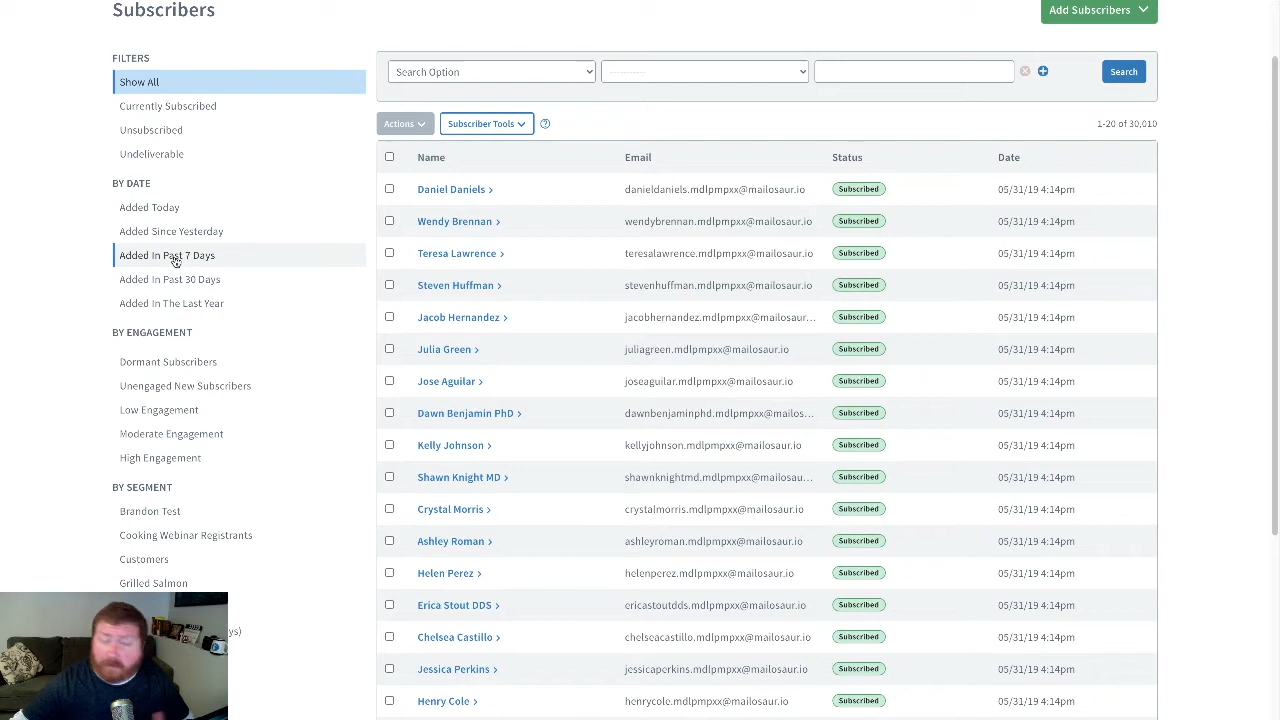 Subscribers
Add Subscribers
FILTERS
Show All
Currently Subscribed
Unsubscribed
Undeliverable
BY DATE
Added Today
Added Since Yesterday
Added In Past 7 Days
Added In Past 30 Days
Added In The Last Year
BY ENGAGEMENT
Dormant Subscribers
Unengaged New Subscribers
Low Engagement
Moderate Engagement
High Engagement
BY SEGMENT
Brandon Test
Cooking Webinar Registrants
Customers
Grilled Salmon
ys)
Search Option
----------
Search
Actions
Subscriber Tools
1-20 of 30,010
Name Email Status Date
Daniel Daniels danieldaniels.mdlpmpxx@mailosaur.io Subscribed 05/31/19 4:14pm
Wendy Brennan wendybrennan.mdlpmpxx@mailosaur.io Subscribed 05/31/19 4:14pm
Teresa Lawrence teresalawrence.mdlpmpxx@mailosaur.io Subscribed 05/31/19 4:14pm
Steven Huffman stevenhuffman.mdlpmpxx@mailosaur.io Subscribed 05/31/19 4:14pm
Jacob Hernandez jacobhernandez.mdlpmpxx@mailosaur... Subscribed 05/31/19 4:14pm
Julia Green juliagreen.mdlpmpxx@mailosaur.io Subscribed 05/31/19 4:14pm
Jose Aguilar joseaguilar.mdlpmpxx@mailosaur.io Subscribed 05/31/19 4:14pm
Dawn Benjamin PhD dawnbenjaminphd.mdlpmpxx@mailos... Subscribed 05/31/19 4:14pm
Kelly Johnson kellyjohnson.mdlpmpxx@mailosaur.io Subscribed 05/31/19 4:14pm
Shawn Knight MD shawnknightmd.mdlpmpxx@mailosau... Subscribed 05/31/19 4:14pm
Crystal Morris crystalmorris.mdlpmpxx@mailosaur.io Subscribed 05/31/19 4:14pm
Ashley Roman ashleyroman.mdlpmpxx@mailosaur.io Subscribed 05/31/19 4:14pm
Helen Perez helenperez.mdlpmpxx@mailosaur.io Subscribed 05/31/19 4:14pm
Erica Stout DDS ericastoutdds.mdlpmpxx@mailosaur.io Subscribed 05/31/19 4:14pm
Chelsea Castillo chelseacastillo.mdlpmpxx@mailosaur.io Subscribed 05/31/19 4:14pm
Jessica Perkins jessicaperkins.mdlpmpxx@mailosaur.io Subscribed 05/31/19 4:14pm
Henry Cole henrycole.mdlpmpxx@mailosaur.io Subscribed 05/31/19 4:14pm